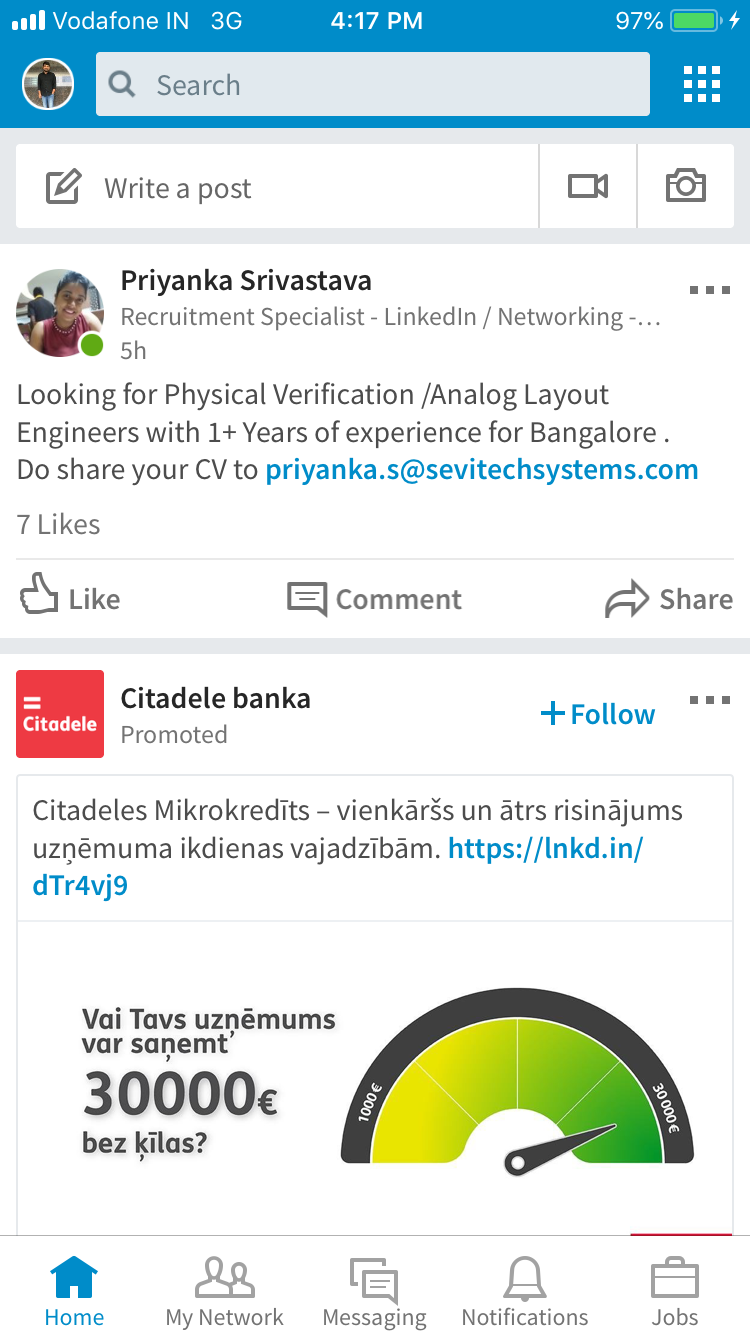 Vodafone IN 3G 4:17 PM 97%
Search
Write a post
Priyanka Srivastava
Recruitment Specialist - LinkedIn / Networking -...
5h
Looking for Physical Verification /Analog Layout
Engineers with 1+ Years of experience for Bangalore .
Do share your CV to priyanka.s@sevitechsystems.com
7 Likes
Like Comment Share
Citadele
Citadele banka
Promoted
+ Follow
Citadeles Mikrokredīts – vienkāršs un ātrs risinājums
uzņēmuma ikdienas vajadzībām. https://lnkd.in/
dTr4vj9
Vai Tavs uzņēmums
var saņemt
30000€
bez ķīlas?
1000€
30000€
Home My Network Messaging Notifications Jobs